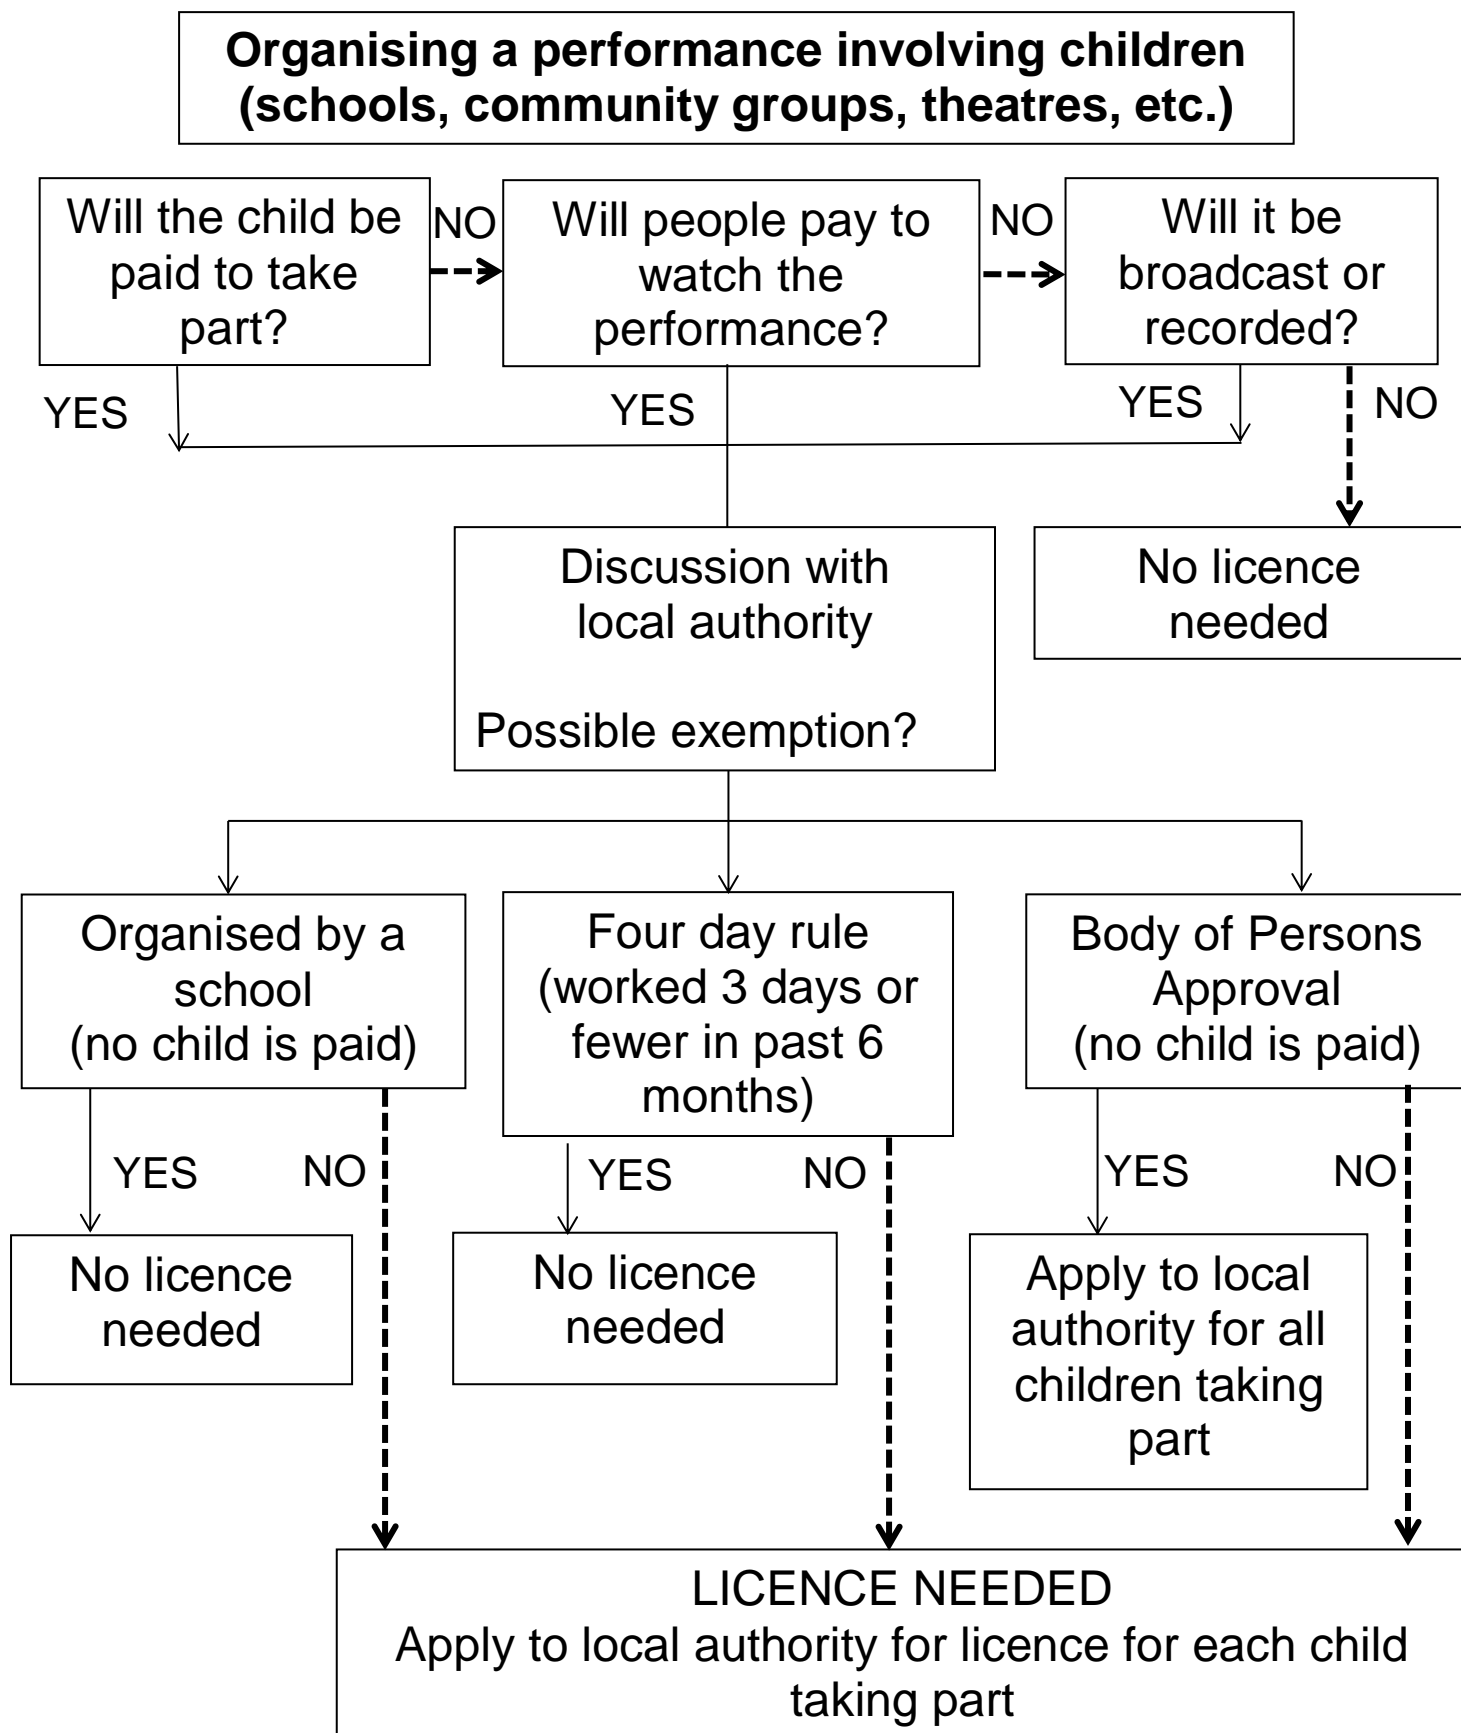 Organising a performance involving children
(schools, community groups, theatres, etc.)
Will the child be
paid to take
part?
NO
Will people pay to
watch the
performance?
NO
Will it be
broadcast or
recorded?
YES
YES
YES
NO
Discussion with
local authority
Possible exemption?
No licence
needed
Organised by a
school
(no child is paid)
Four day rule
(worked 3 days or
fewer in past 6
months)
Body of Persons
Approval
(no child is paid)
YES
NO
YES
NO
YES
NO
No licence
needed
No licence
needed
Apply to local
authority for all
children taking
part
LICENCE NEEDED
Apply to local authority for licence for each child
taking part